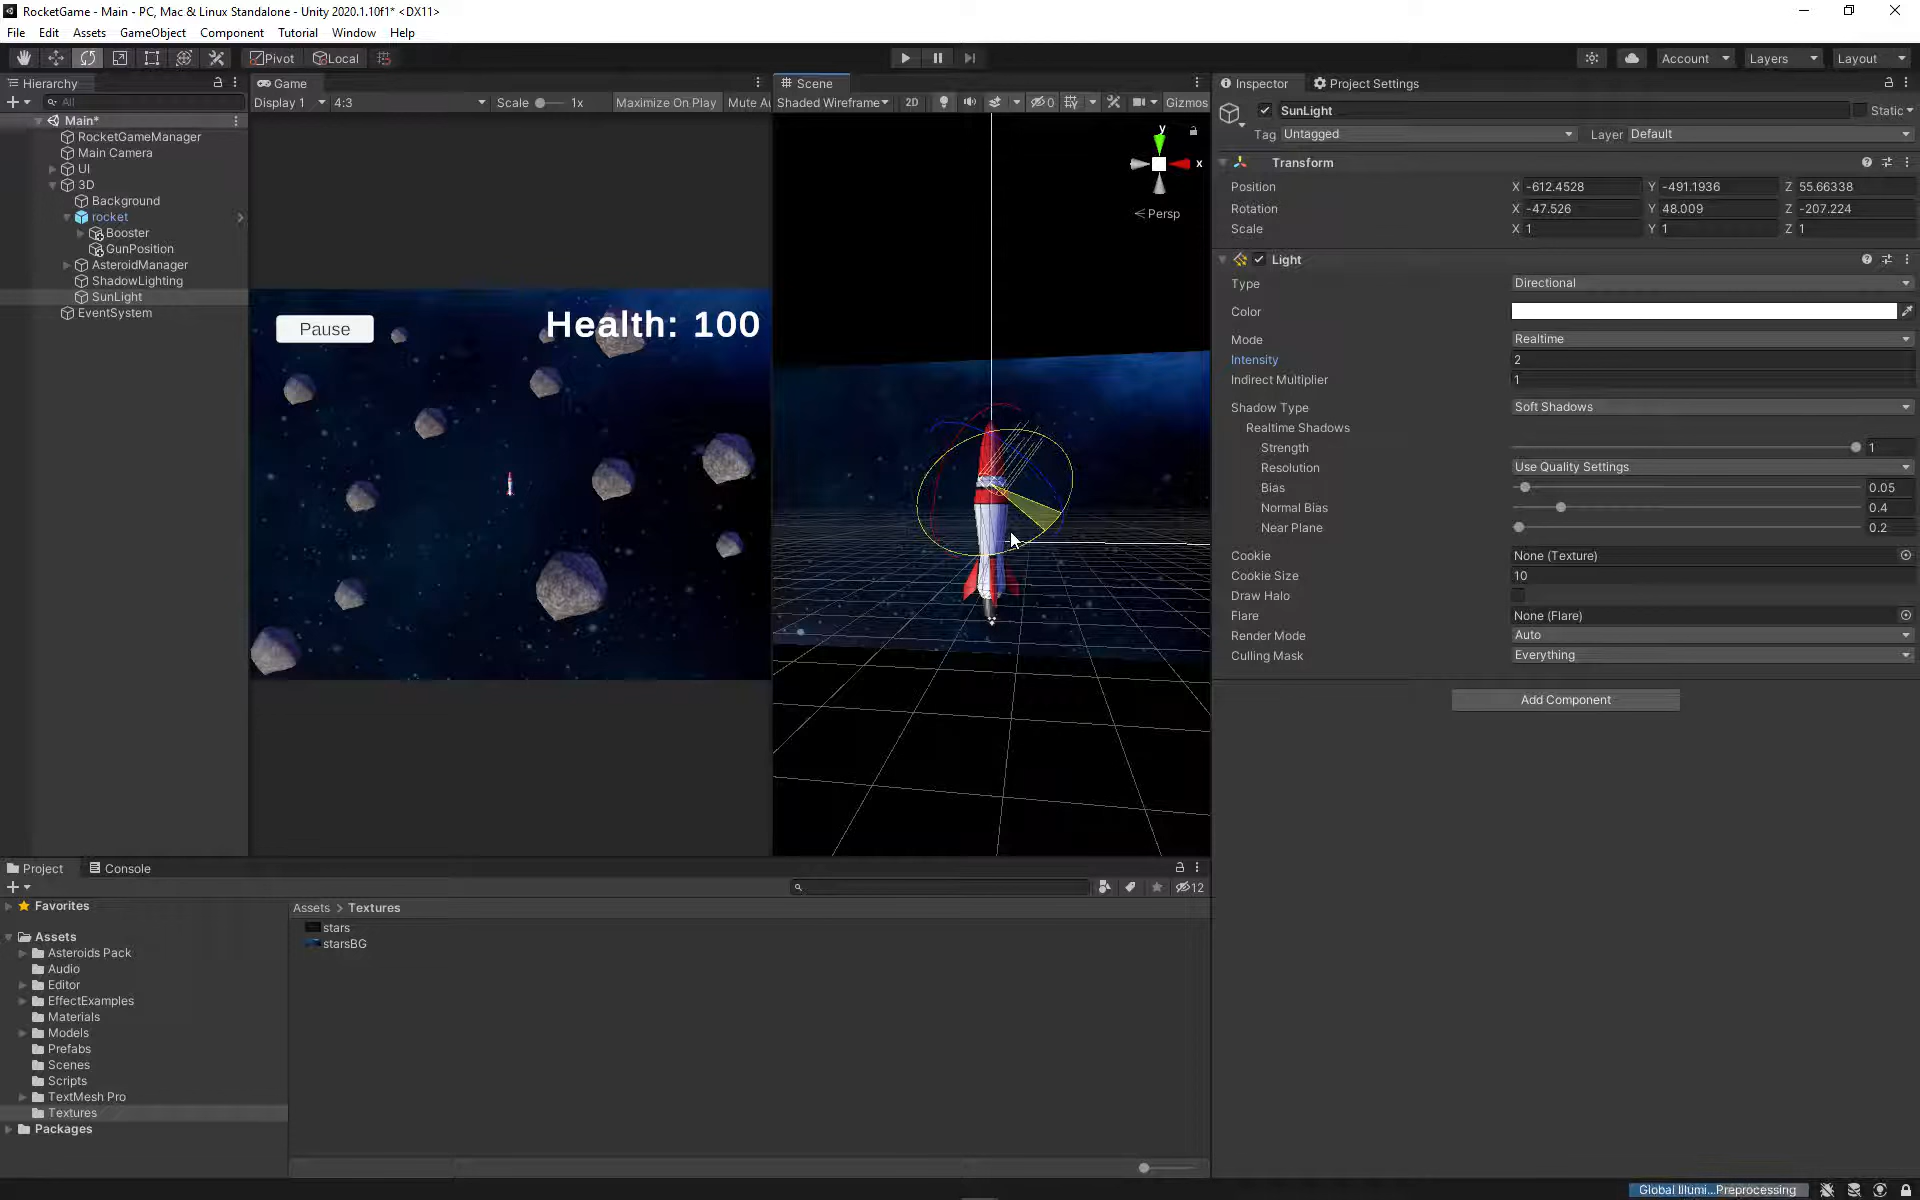 RocketGame - Main - PC, Mac & Linux Standalone - Unity 2020.1.10f1* <DX11>
File Edit Assets GameObject Component Tutorial Window Help
Pivot Local Account Layers Layout
Hierarchy
All
Main*
RocketGameManager
Main Camera
UI
3D
Background
rocket
Booster
GunPosition
AsteroidManager
ShadowLighting
SunLight
EventSystem
Game
Display 1 4:3 Scale 1x Maximize On Play Mute Au
Pause
Health: 100
Scene
Shaded Wireframe 2D 0 Gizmos
y
x
Persp
Inspector Project Settings
SunLight Static
Tag Untagged Layer Default
Transform
Position X -612.4528 Y -491.1936 Z 55.66338
Rotation X -47.526 Y 48.009 Z -207.224
Scale X 1 Y 1 Z 1
Light
Type Directional
Color
Mode Realtime
Intensity 2
Indirect Multiplier 1
Shadow Type Soft Shadows
Realtime Shadows
Strength 1
Resolution Use Quality Settings
Bias 0.05
Normal Bias 0.4
Near Plane 0.2
Cookie None (Texture)
Cookie Size 10
Draw Halo
Flare None (Flare)
Render Mode Auto
Culling Mask Everything
Add Component
Project Console
12
Favorites
Assets
Asteroids Pack
Audio
Editor
EffectExamples
Materials
Models
Prefabs
Scenes
Scripts
TextMesh Pro
Textures
Packages
Assets > Textures
stars
starsBG
Global Illumi...Preprocessing